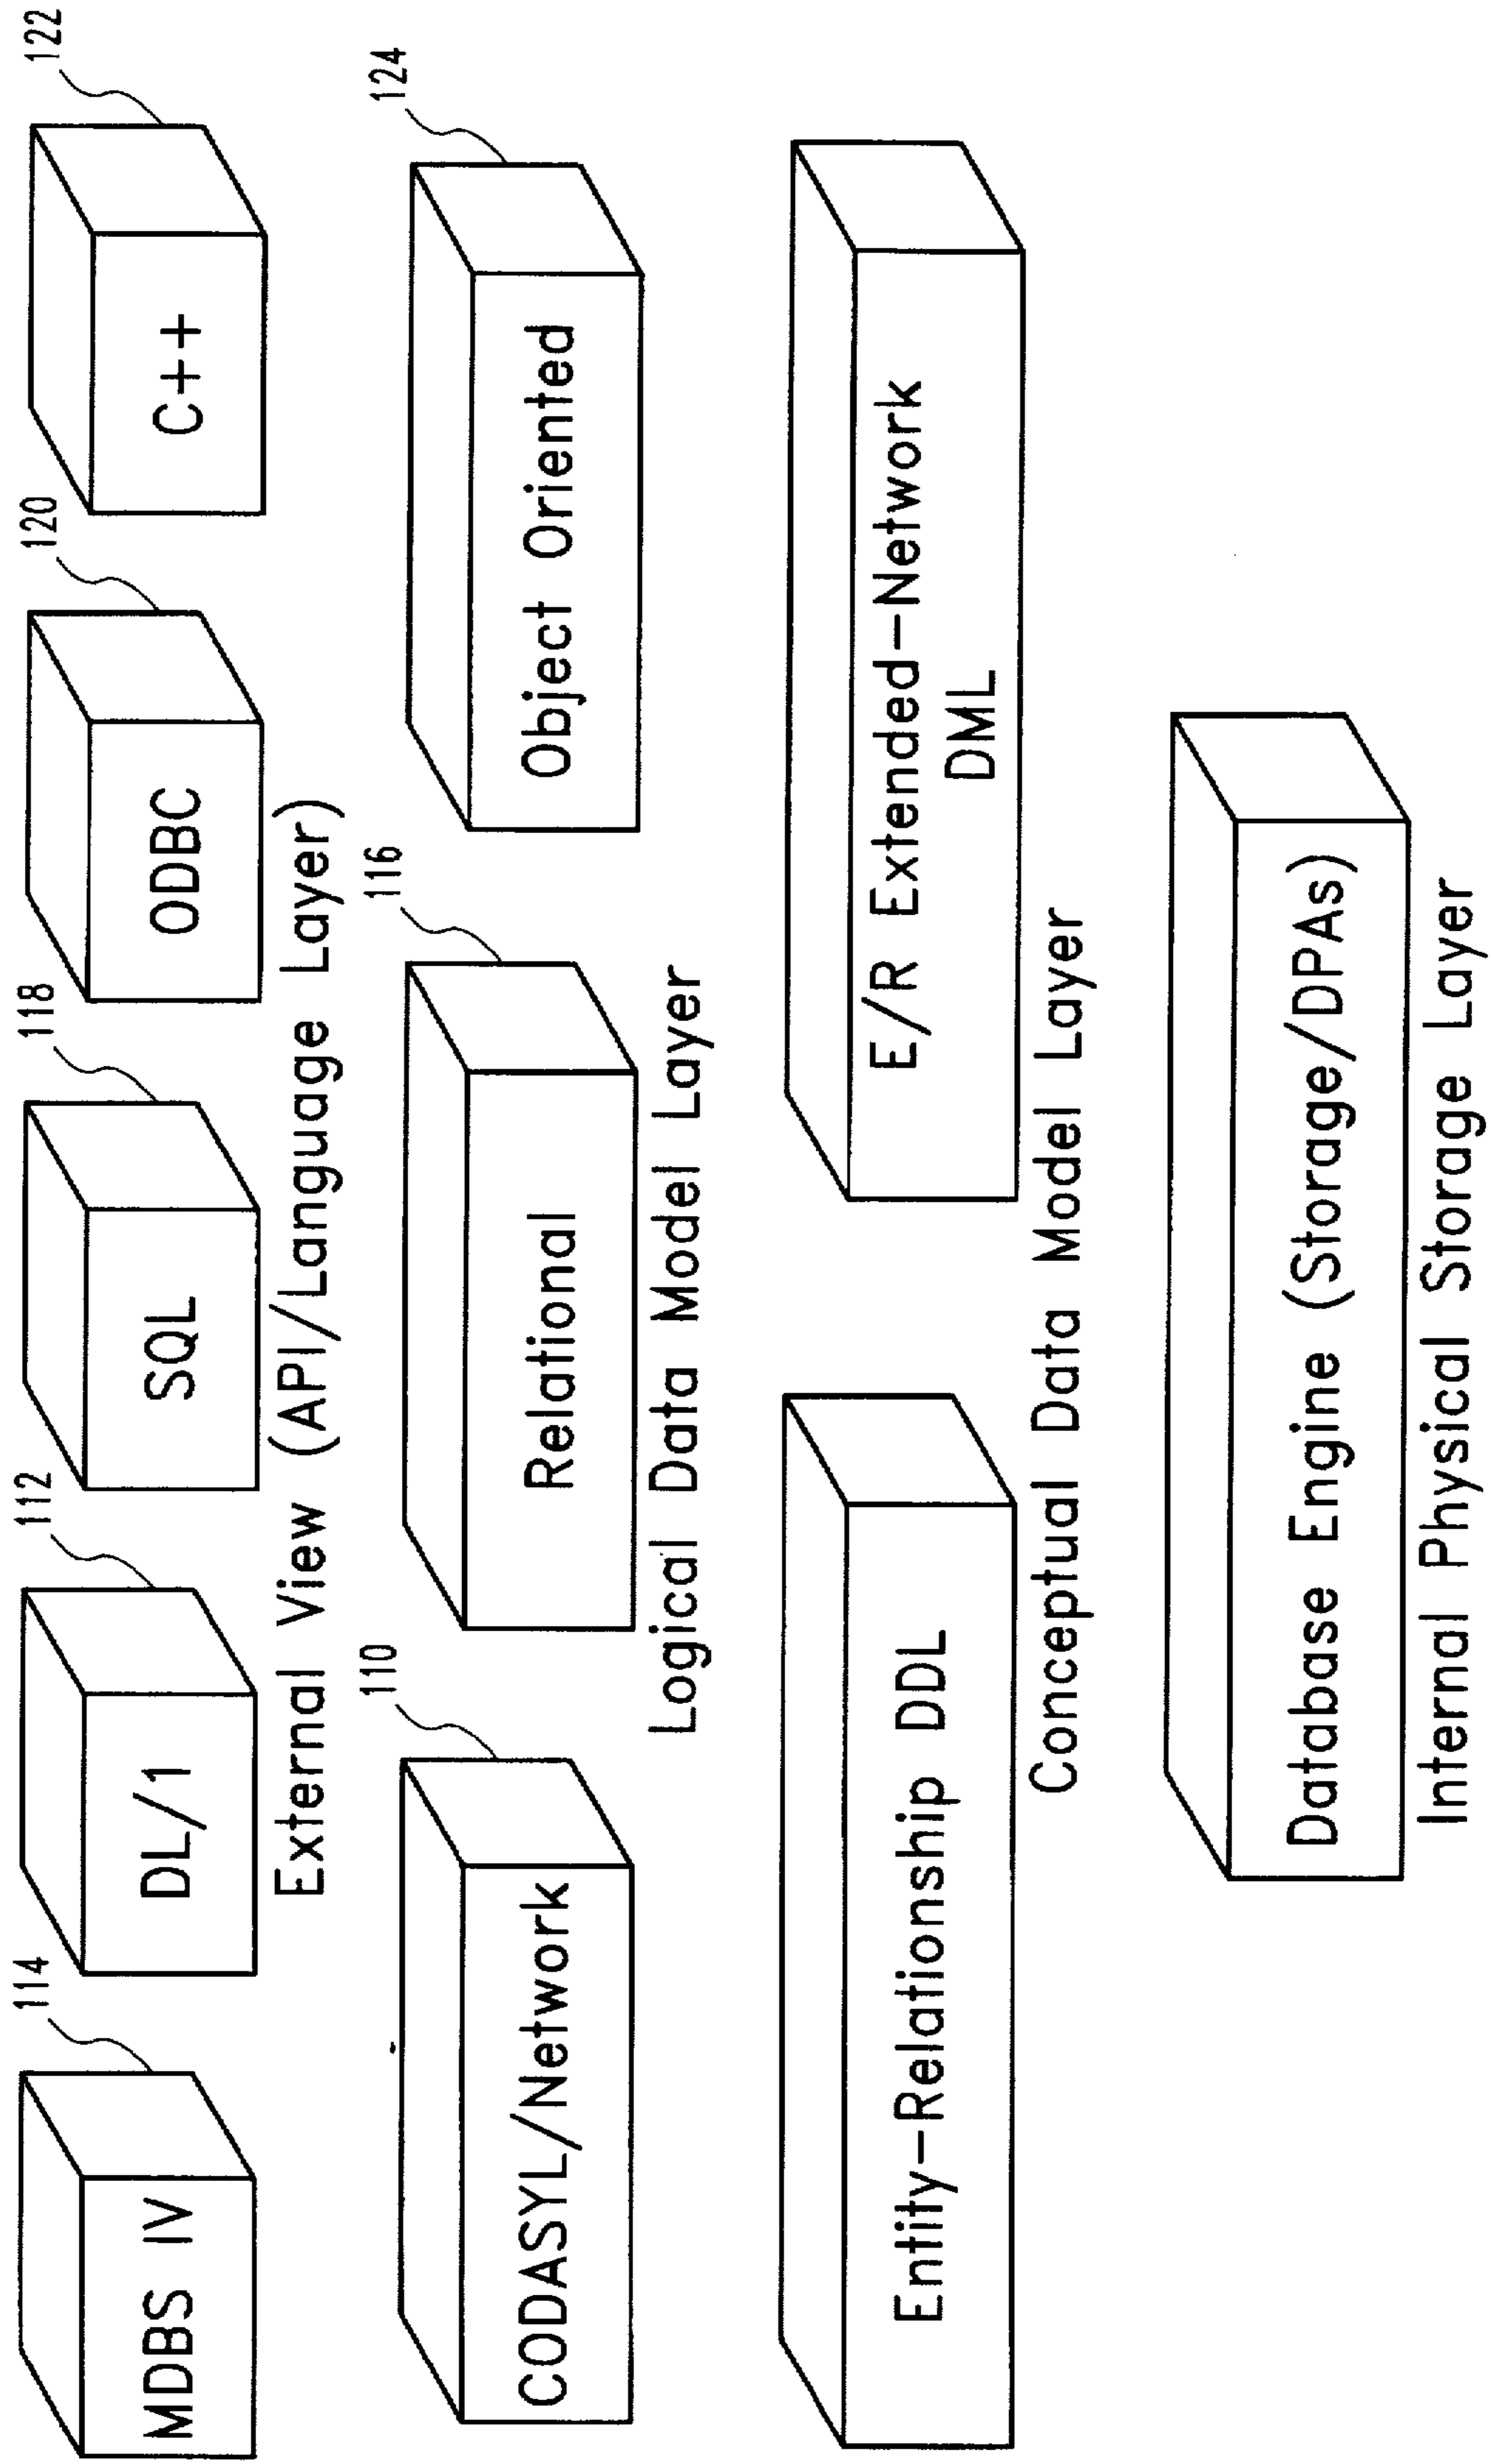 114
112
118
120
122
MDBS IV
DL/1
SQL
ODBC
C++
External View (API/Language Layer)
110
116
124
CODASYL/Network
Relational
Object Oriented
Logical Data Model Layer
Entity-Relationship DDL
E/R Extended-Network
DML
Conceptual Data Model Layer
Database Engine (Storage/DPAs)
Internal Physical Storage Layer